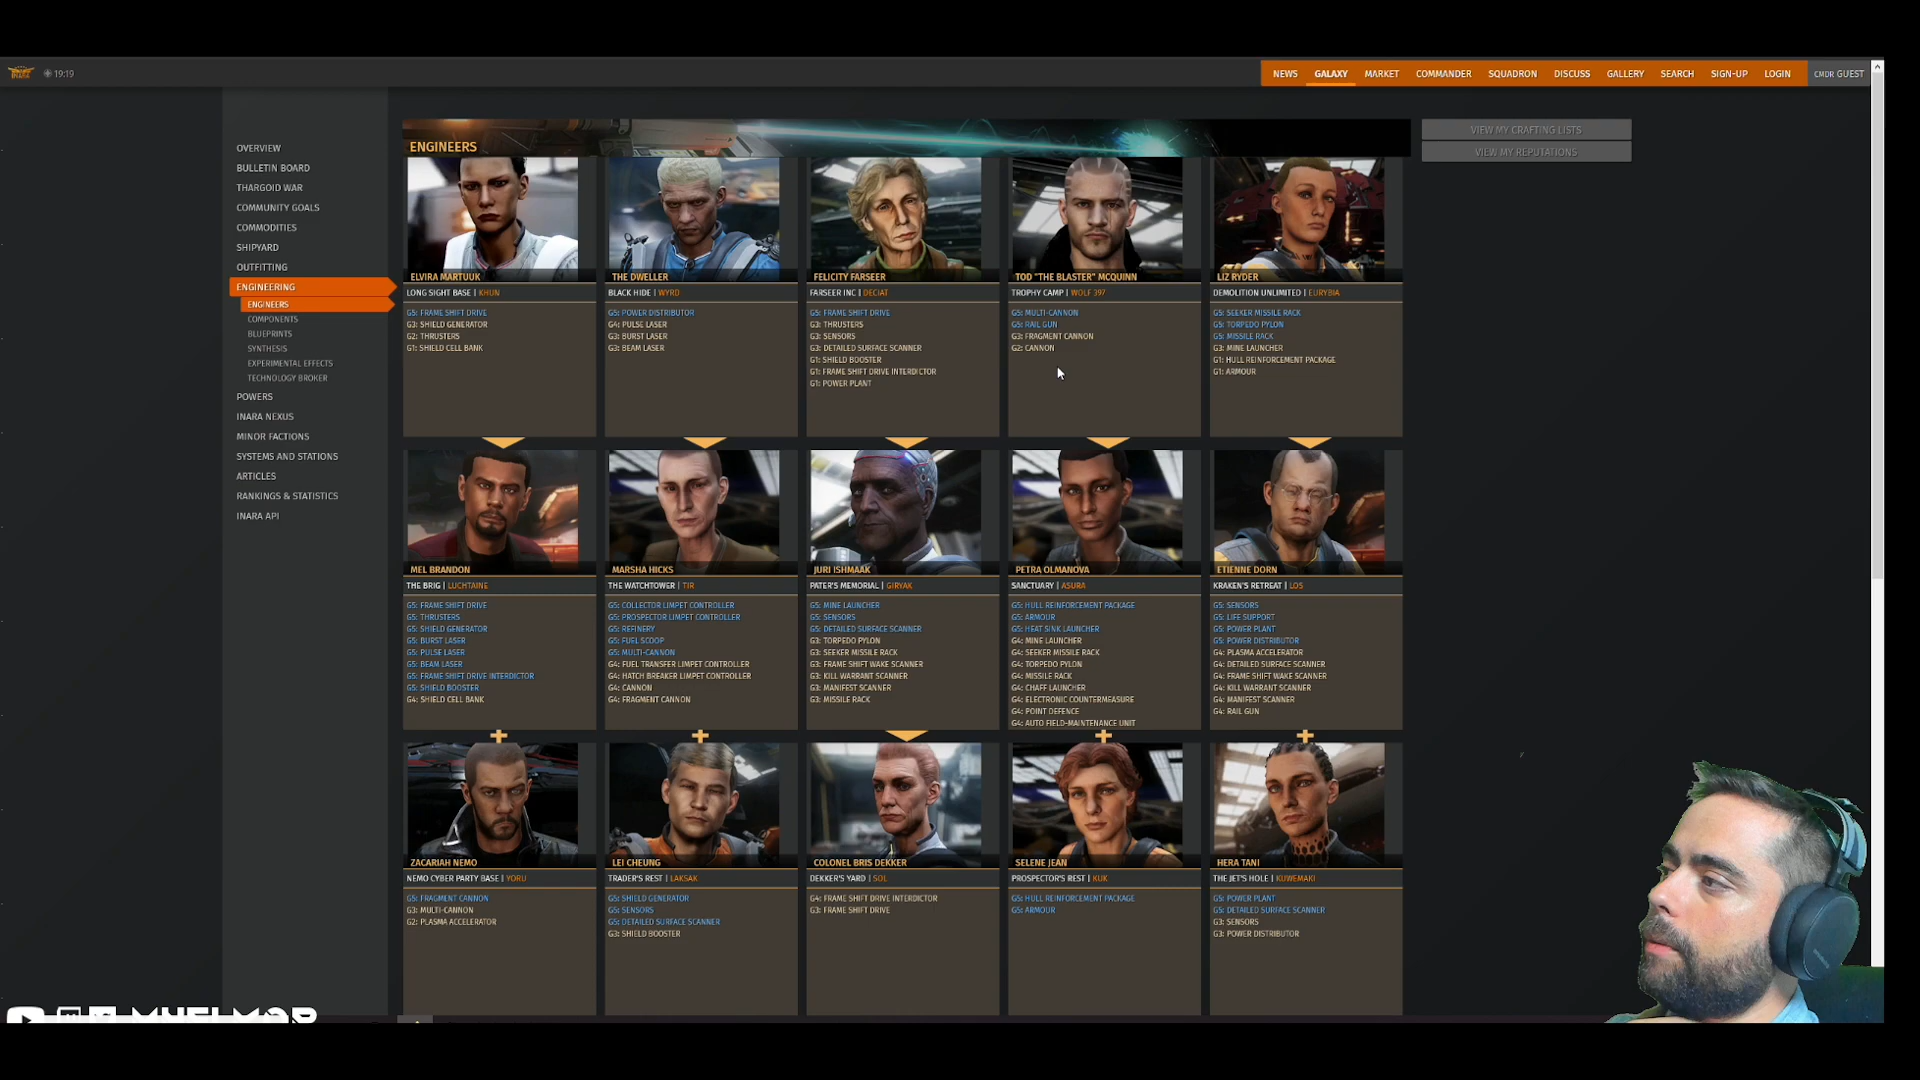 19:19
NEWS GALAXY MARKET COMMANDER SQUADRON DISCUSS GALLERY SEARCH SIGN-UP LOGIN CMDR GUEST
OVERVIEW
BULLETIN BOARD
THARGOID WAR
COMMUNITY GOALS
COMMODITIES
SHIPYARD
OUTFITTING
ENGINEERING
ENGINEERS
COMPONENTS
BLUEPRINTS
SYNTHESIS
EXPERIMENTAL EFFECTS
TECHNOLOGY BROKER
POWERS
INARA NEXUS
MINOR FACTIONS
SYSTEMS AND STATIONS
ARTICLES
RANKINGS & STATISTICS
INARA API
ENGINEERS
VIEW MY CRAFTING LISTS
VIEW MY REPUTATIONS
ELVIRA MARTUUK
LONG SIGHT BASE | KHUN
G5: FRAME SHIFT DRIVE
G3: SHIELD GENERATOR
G2: THRUSTERS
G1: SHIELD CELL BANK
THE DWELLER
BLACK HIDE | WYRD
G5: POWER DISTRIBUTOR
G4: PULSE LASER
G3: BURST LASER
G3: BEAM LASER
FELICITY FARSEER
FARSEER INC | DECIAT
G5: FRAME SHIFT DRIVE
G3: THRUSTERS
G3: SENSORS
G3: DETAILED SURFACE SCANNER
G1: SHIELD BOOSTER
G1: FRAME SHIFT DRIVE INTERDICTOR
G1: POWER PLANT
TOD "THE BLASTER" MCQUINN
TROPHY CAMP | WOLF 397
G5: MULTI-CANNON
G5: RAIL GUN
G3: FRAGMENT CANNON
G2: CANNON
LIZ RYDER
DEMOLITION UNLIMITED | EURYBIA
G5: SEEKER MISSILE RACK
G5: TORPEDO PYLON
G5: MISSILE RACK
G3: MINE LAUNCHER
G1: HULL REINFORCEMENT PACKAGE
G1: ARMOUR
MEL BRANDON
THE BRIG | LUCHTAINE
G5: FRAME SHIFT DRIVE
G5: THRUSTERS
G5: SHIELD GENERATOR
G5: BURST LASER
G5: PULSE LASER
G5: BEAM LASER
G5: FRAME SHIFT DRIVE INTERDICTOR
G5: SHIELD BOOSTER
G4: SHIELD CELL BANK
MARSHA HICKS
THE WATCHTOWER | TIR
G5: COLLECTOR LIMPET CONTROLLER
G5: PROSPECTOR LIMPET CONTROLLER
G5: REFINERY
G5: FUEL SCOOP
G5: MULTI-CANNON
G4: FUEL TRANSFER LIMPET CONTROLLER
G4: HATCH BREAKER LIMPET CONTROLLER
G4: CANNON
G4: FRAGMENT CANNON
JURI ISHMAAK
PATER'S MEMORIAL | GIRYAK
G5: MINE LAUNCHER
G5: SENSORS
G5: DETAILED SURFACE SCANNER
G3: TORPEDO PYLON
G3: SEEKER MISSILE RACK
G3: FRAME SHIFT WAKE SCANNER
G3: KILL WARRANT SCANNER
G3: MANIFEST SCANNER
G3: MISSILE RACK
PETRA OLMANOVA
SANCTUARY | ASURA
G5: HULL REINFORCEMENT PACKAGE
G5: ARMOUR
G5: HEAT SINK LAUNCHER
G4: MINE LAUNCHER
G4: SEEKER MISSILE RACK
G4: TORPEDO PYLON
G4: MISSILE RACK
G4: CHAFF LAUNCHER
G4: ELECTRONIC COUNTERMEASURE
G4: POINT DEFENCE
G4: AUTO FIELD-MAINTENANCE UNIT
ETIENNE DORN
KRAKEN'S RETREAT | LOS
G5: SENSORS
G5: LIFE SUPPORT
G5: POWER PLANT
G5: POWER DISTRIBUTOR
G4: PLASMA ACCELERATOR
G4: DETAILED SURFACE SCANNER
G4: FRAME SHIFT WAKE SCANNER
G4: KILL WARRANT SCANNER
G4: MANIFEST SCANNER
G4: RAIL GUN
ZACARIAH NEMO
NEMO CYBER PARTY BASE | YORU
G5: FRAGMENT CANNON
G3: MULTI-CANNON
G2: PLASMA ACCELERATOR
LEI CHEUNG
TRADER'S REST | LAKSAK
G5: SHIELD GENERATOR
G5: SENSORS
G5: DETAILED SURFACE SCANNER
G3: SHIELD BOOSTER
COLONEL BRIS DEKKER
DEKKER'S YARD | SOL
G4: FRAME SHIFT DRIVE INTERDICTOR
G3: FRAME SHIFT DRIVE
SELENE JEAN
PROSPECTOR'S REST | KUK
G5: HULL REINFORCEMENT PACKAGE
G5: ARMOUR
HERA TANI
THE JET'S HOLE | KUWEMAKI
G5: POWER PLANT
G5: DETAILED SURFACE SCANNER
G3: SENSORS
G3: POWER DISTRIBUTOR